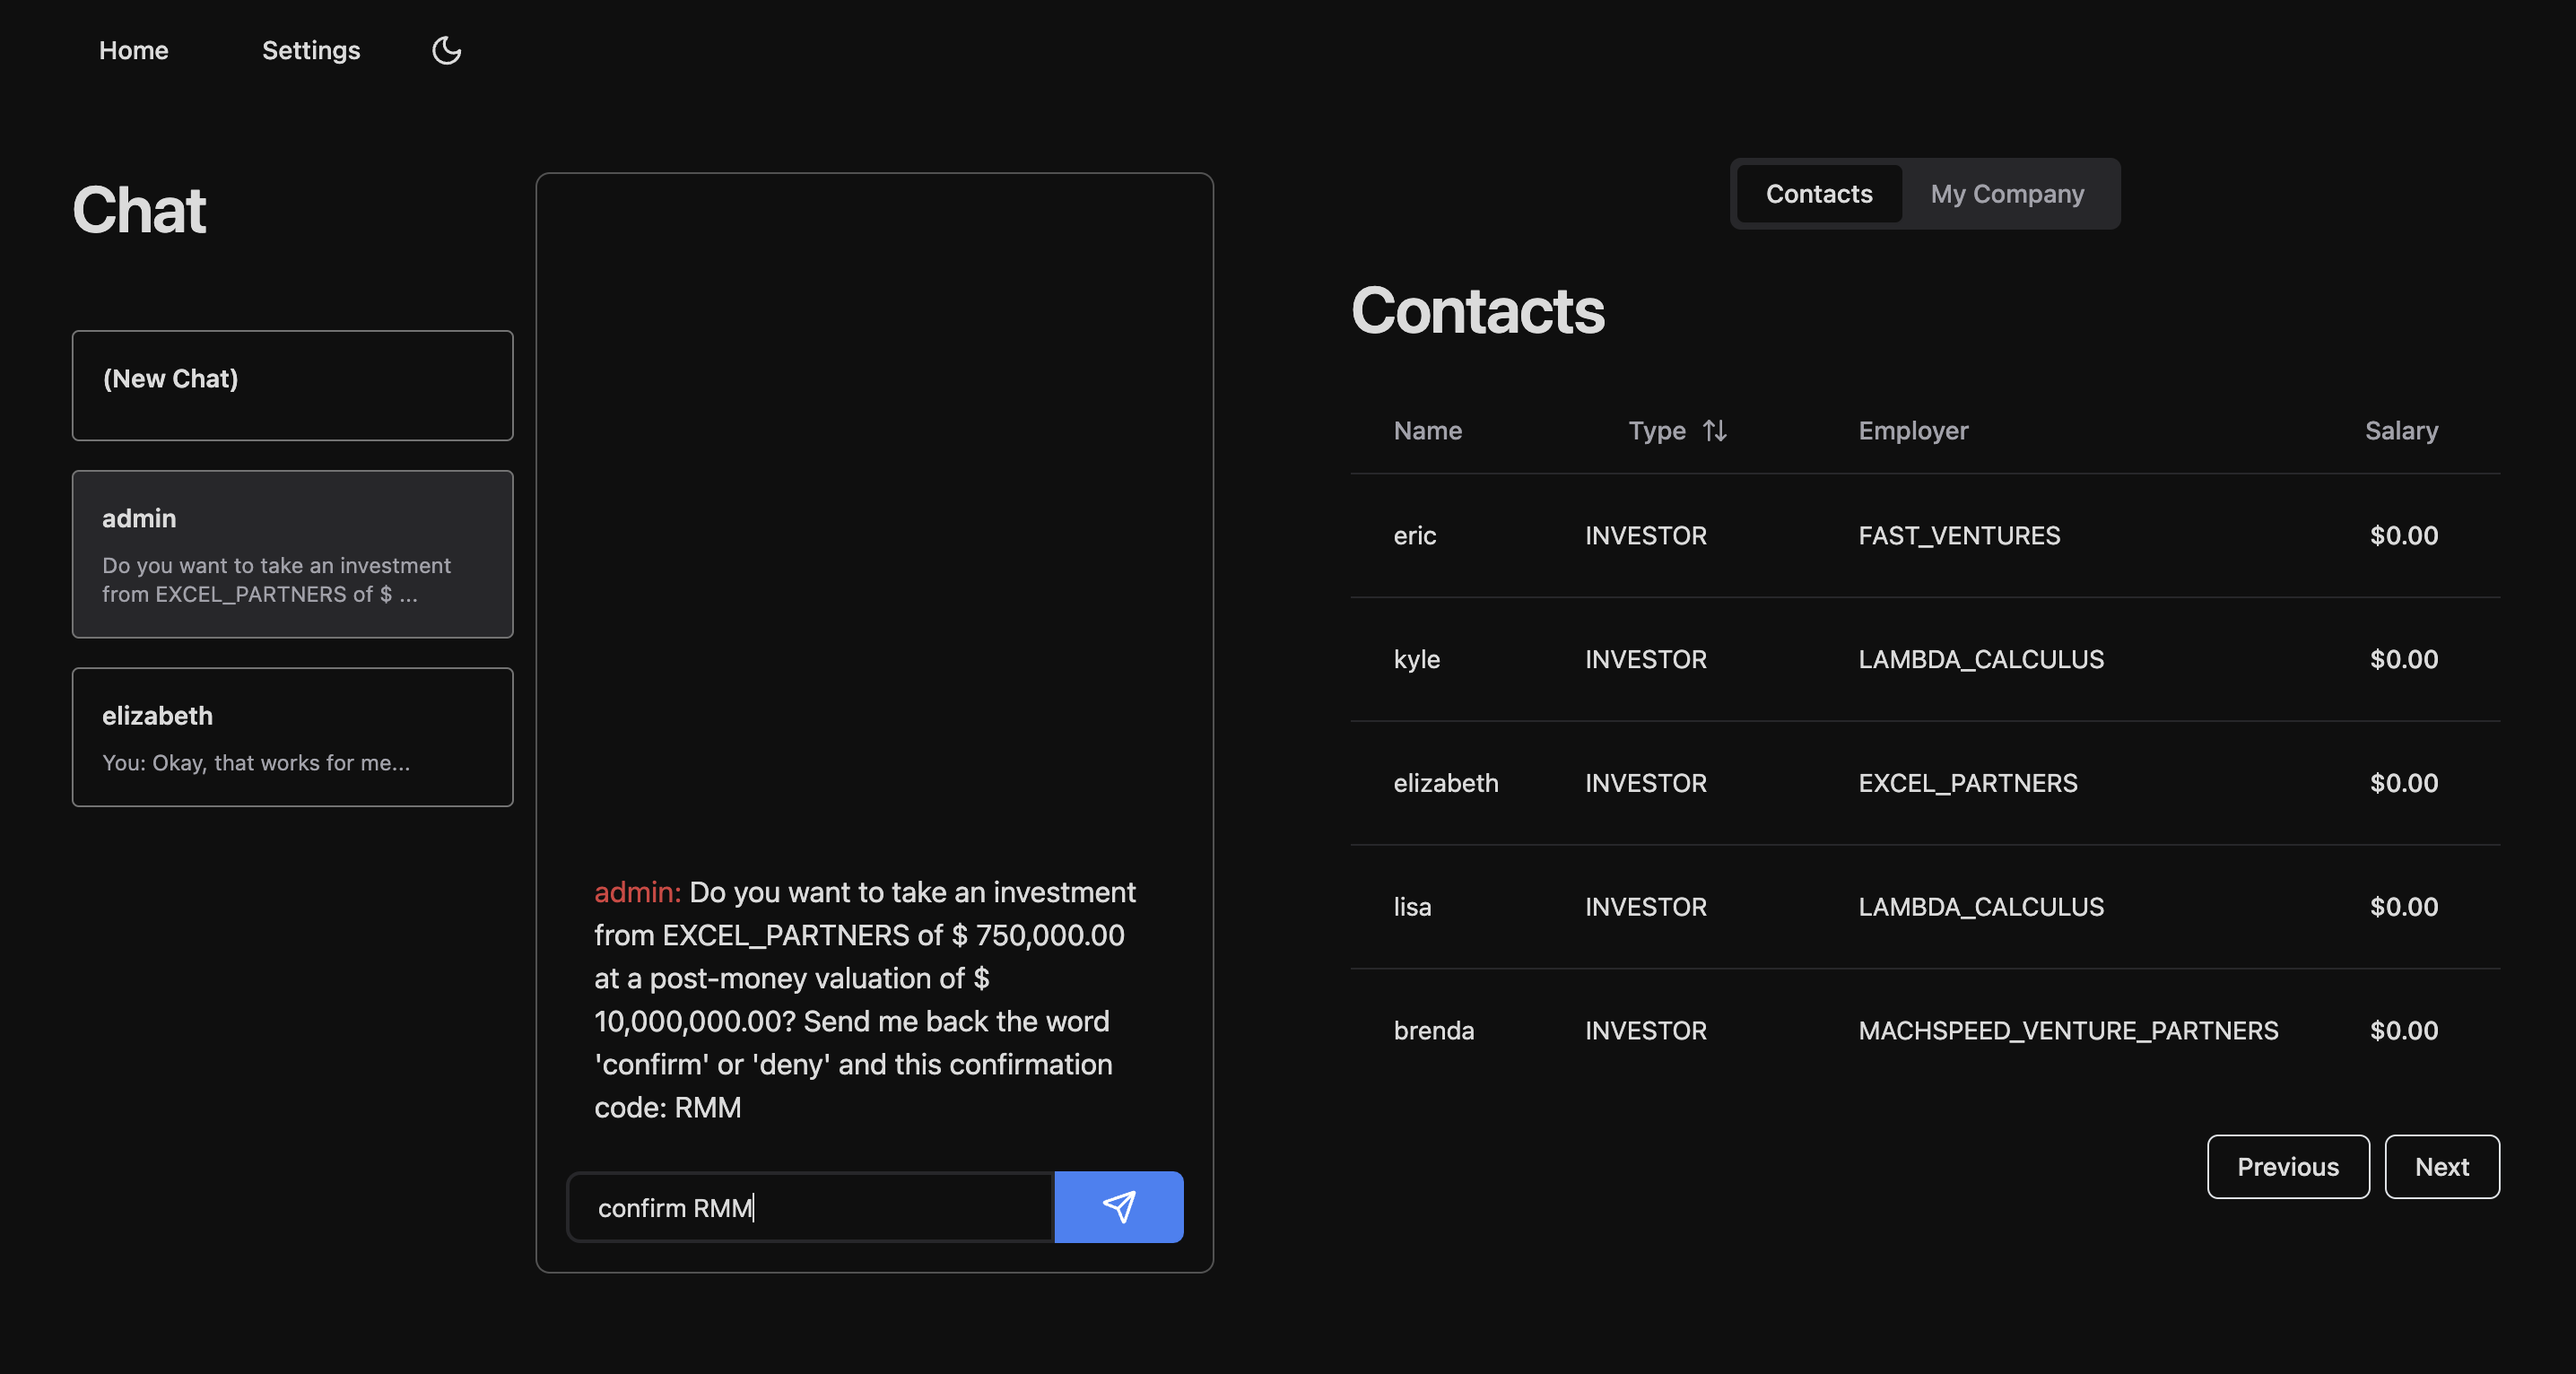 Home Settings
Chat
(New Chat)
admin
Do you want to take an investment
from EXCEL_PARTNERS of $ ...
elizabeth
You: Okay, that works for me...
admin: Do you want to take an investment
from EXCEL_PARTNERS of $ 750,000.00
at a post-money valuation of $
10,000,000.00? Send me back the word
'confirm' or 'deny' and this confirmation
code: RMM
confirm RMM
Contacts My Company
Contacts
Name Type Employer Salary
eric INVESTOR FAST_VENTURES $0.00
kyle INVESTOR LAMBDA_CALCULUS $0.00
elizabeth INVESTOR EXCEL_PARTNERS $0.00
lisa INVESTOR LAMBDA_CALCULUS $0.00
brenda INVESTOR MACHSPEED_VENTURE_PARTNERS $0.00
Previous Next